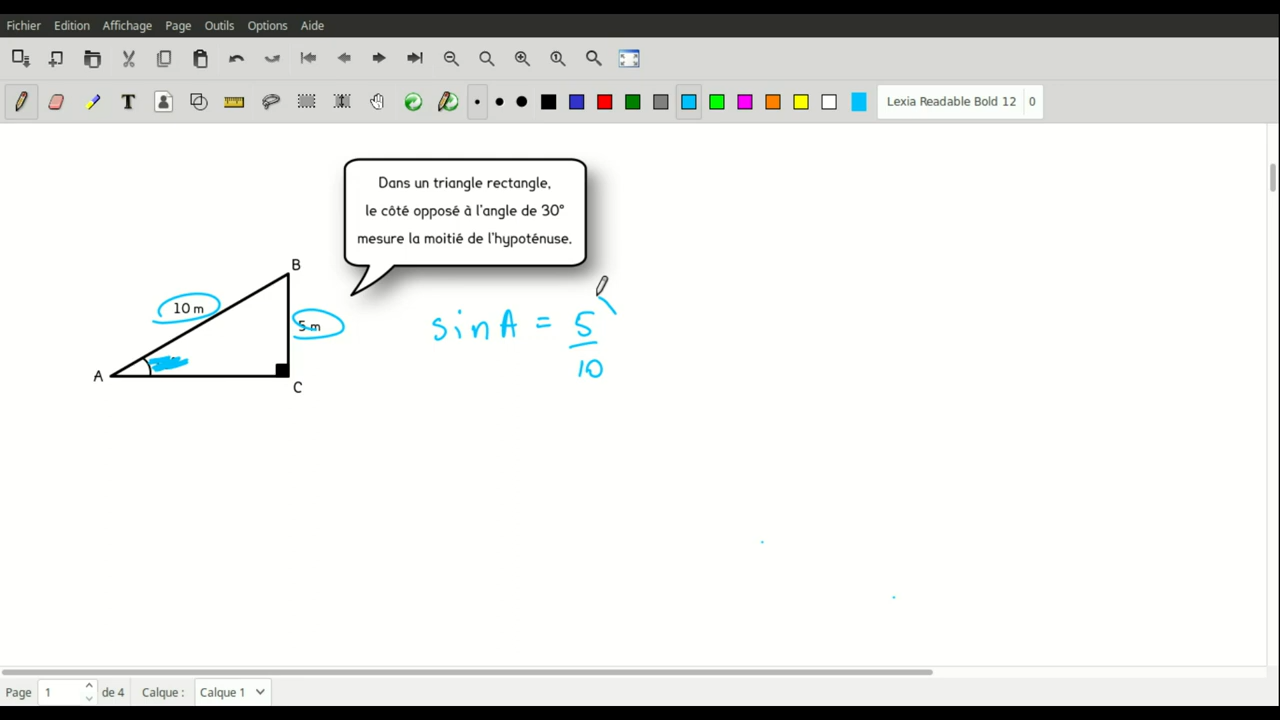 Fichier Edition Affichage Page Outils Options Aide
Lexia Readable Bold 12 0
Dans un triangle rectangle,
le côté opposé à l'angle de 30°
mesure la moitié de l'hypoténuse.
B
10 m
5 m
A
C
sin A = 5
10
Page 1 de 4 Calque : Calque 1